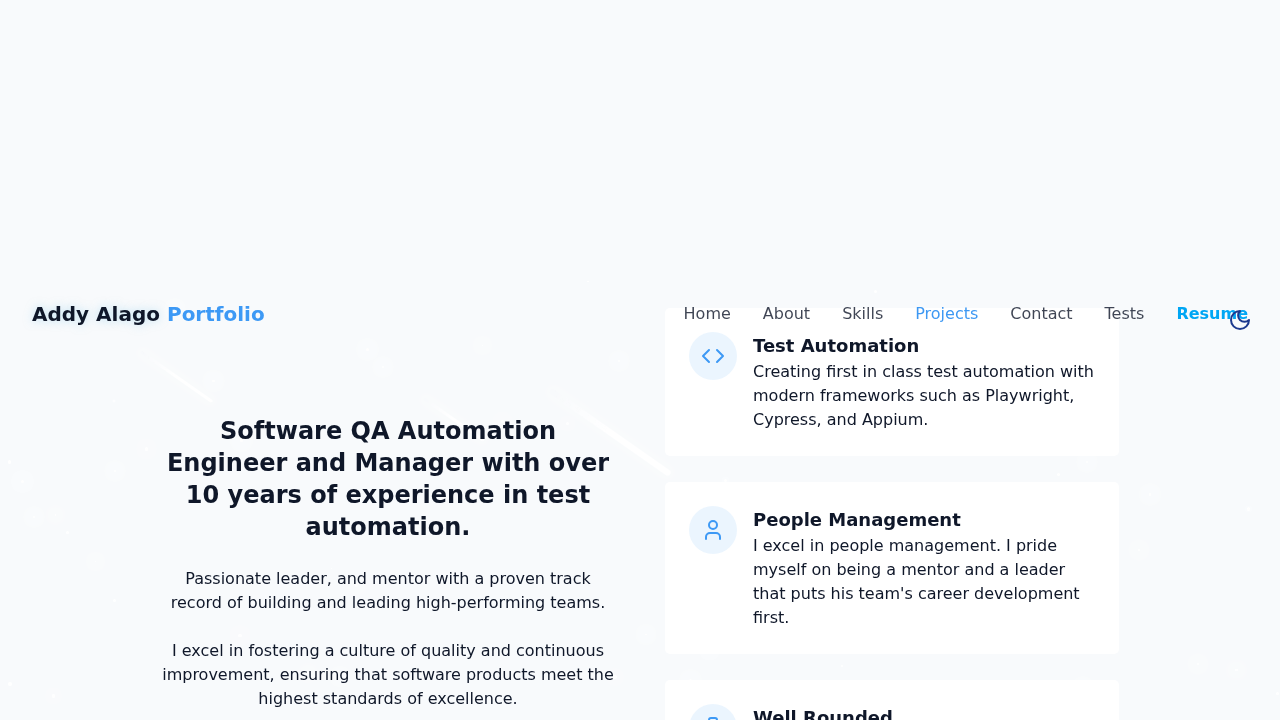 Addy Alago Portfolio
Home About Skills Projects Contact Tests Resume
Software QA Automation
Engineer and Manager with over
10 years of experience in test
automation.
Passionate leader, and mentor with a proven track
record of building and leading high-performing teams.
I excel in fostering a culture of quality and continuous
improvement, ensuring that software products meet the
highest standards of excellence.
Test Automation
Creating first in class test automation with
modern frameworks such as Playwright,
Cypress, and Appium.
People Management
I excel in people management. I pride
myself on being a mentor and a leader
that puts his team's career development
first.
Well Rounded